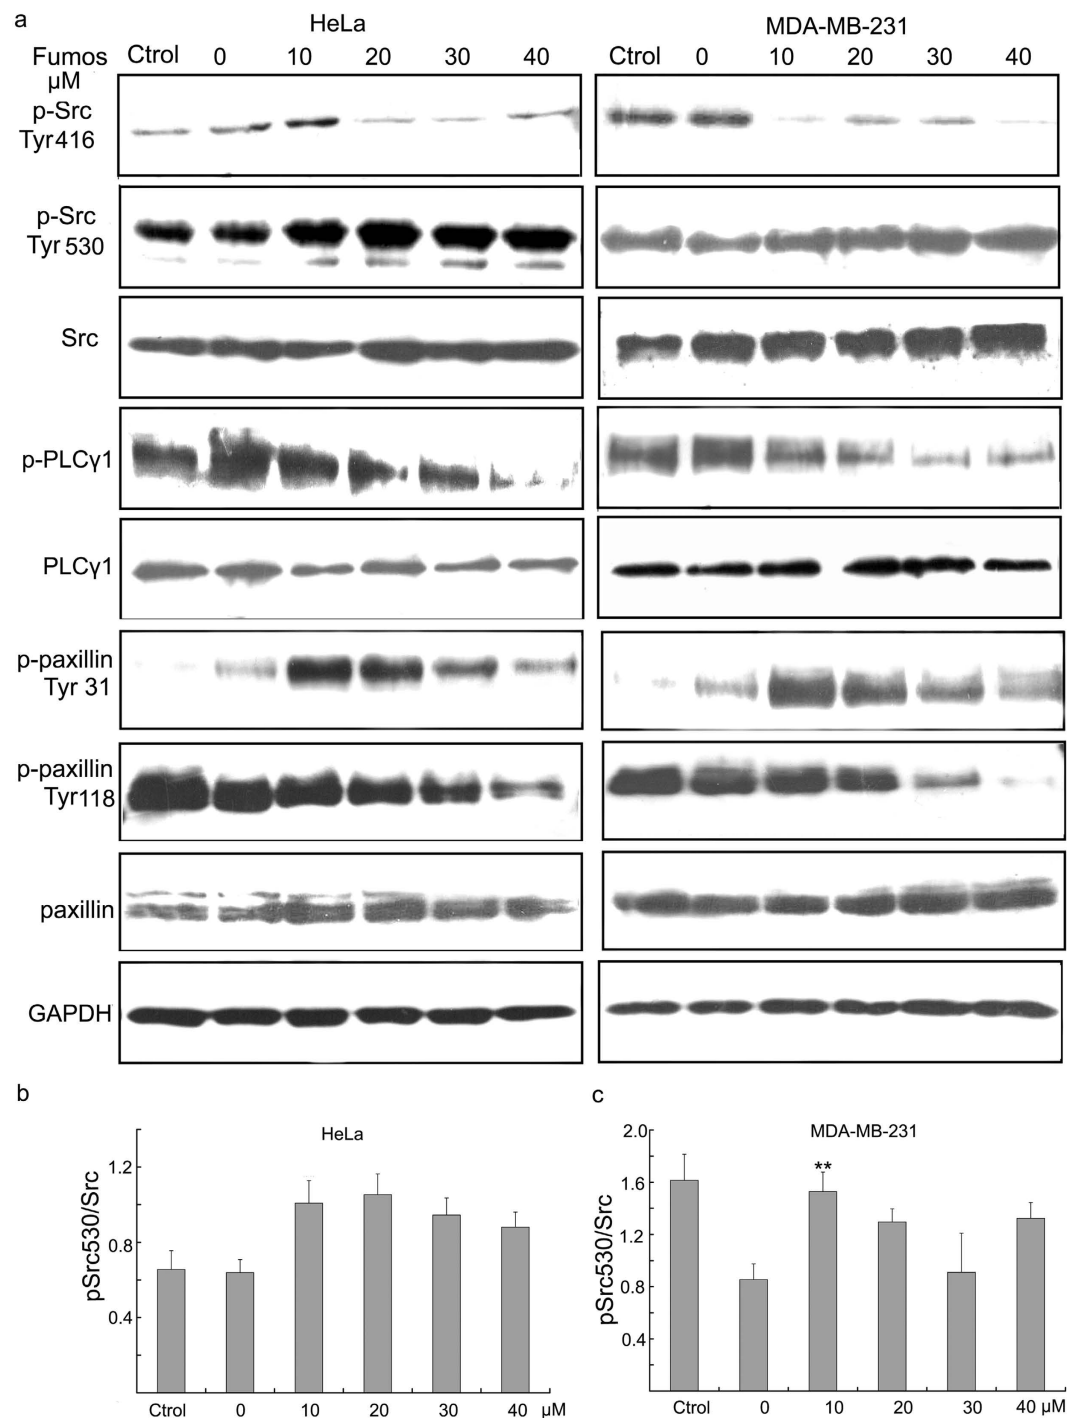 a
HeLa
MDA-MB-231
Fumos Ctrol 0 10 20 30 40 Ctrol 0 10 20 30 40
µM
p-Src
Tyr416
p-Src
Tyr 530
Src
p-PLCγ1
PLCγ1
p-paxillin
Tyr 31
p-paxillin
Tyr118
paxillin
GAPDH
b
HeLa
pSrc530/Src
1.2
0.8
0.4
Ctrol 0 10 20 30 40 µM
c
MDA-MB-231
pSrc530/Src
2.0
1.6
1.2
0.8
0.4
**
Ctrol 0 10 20 30 40 µM